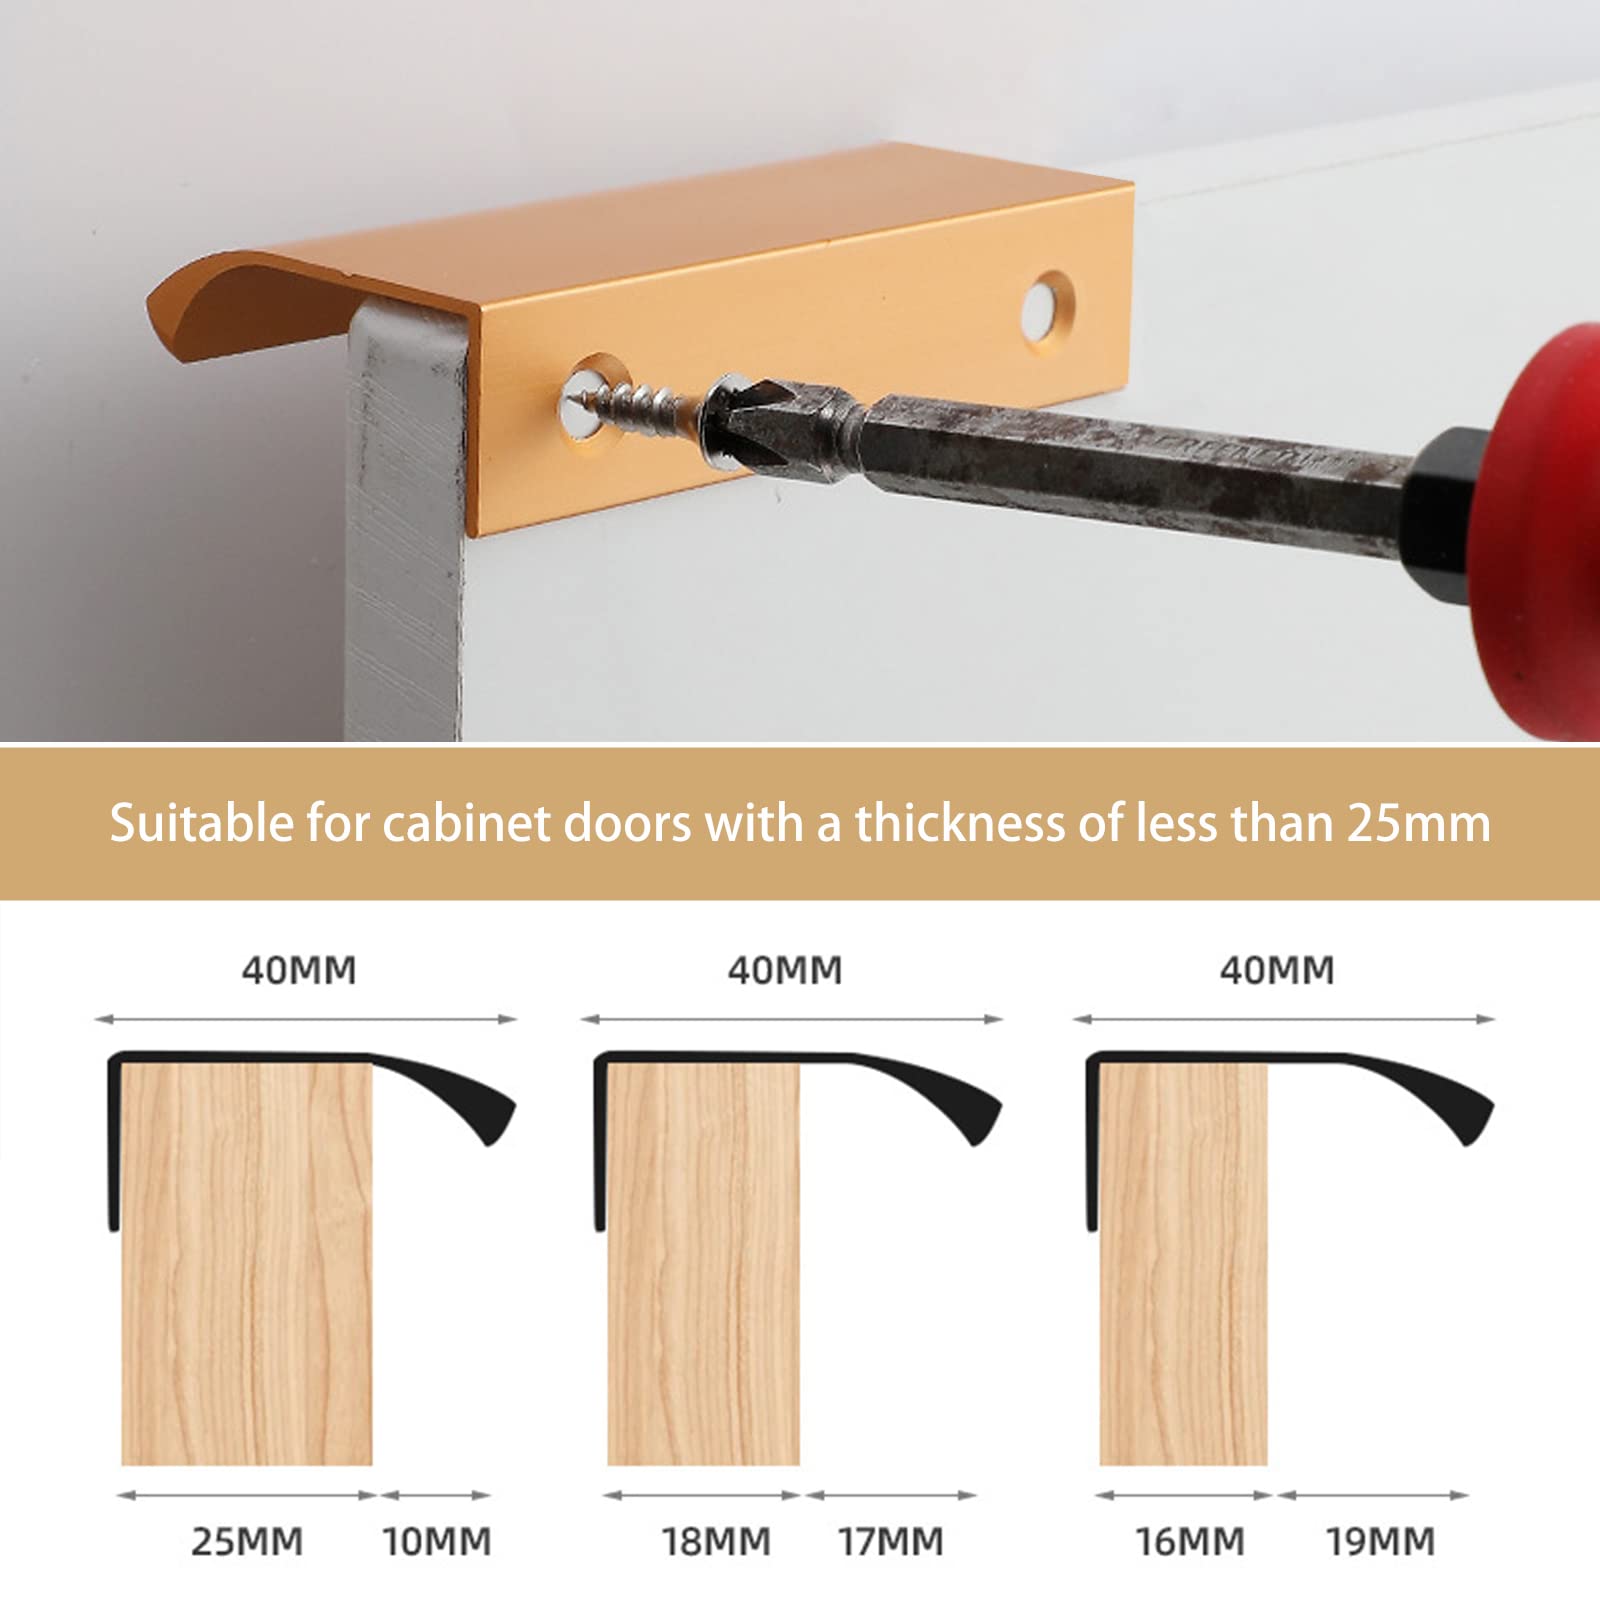 Suitable for cabinet doors with a thickness of less than 25mm
40MM 40MM 40MM
25MM 10MM 18MM 17MM 16MM 19MM